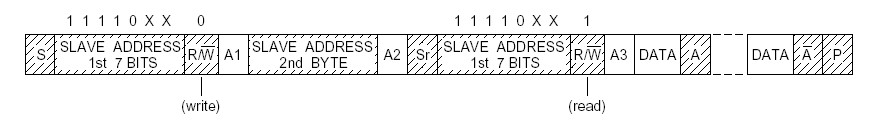 1 1 1 1 0 X X 0 1 1 1 1 0 X X 1
S SLAVE ADDRESS 1st 7 BITS R/W̅ A1 SLAVE ADDRESS 2nd BYTE A2 Sr SLAVE ADDRESS 1st 7 BITS R/W̅ A3 DATA A DATA A̅ P
(write) (read)